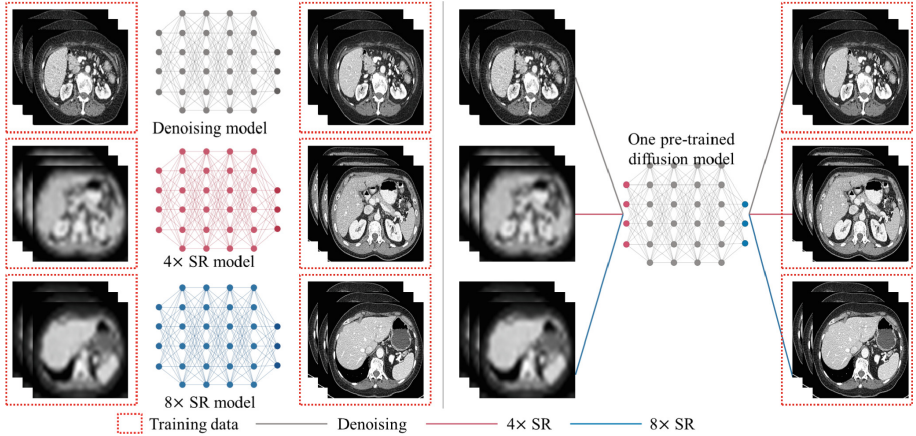 Denoising model
4× SR model
8× SR model
One pre-trained
diffusion model
Training data
Denoising
4× SR
8× SR